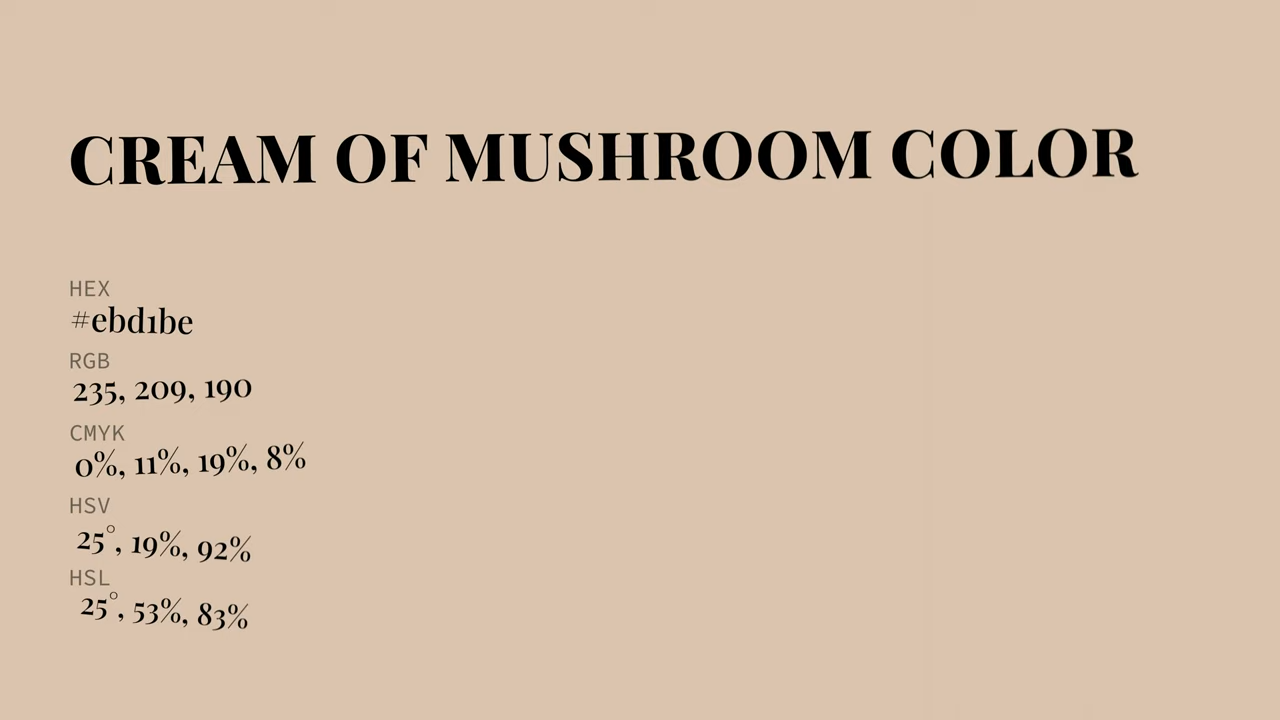 CREAM OF MUSHROOM COLOR
HEX
#ebd1be
RGB
235, 209, 190
CMYK
0%, 11%, 19%, 8%
HSV
25°, 19%, 92%
HSL
25°, 53%, 83%